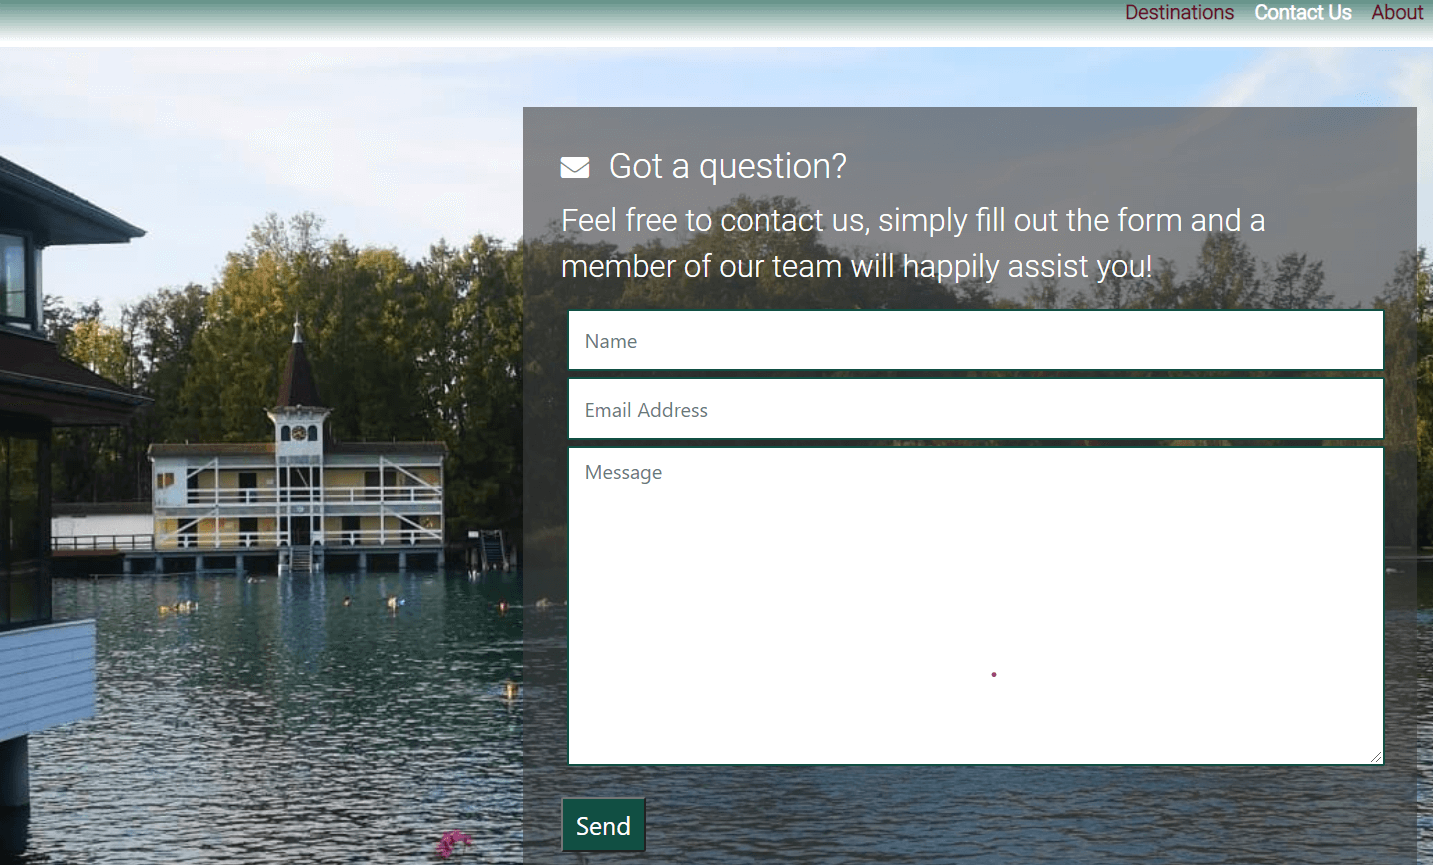 Destinations Contact Us About
Got a question?
Feel free to contact us, simply fill out the form and a
member of our team will happily assist you!
Name
Email Address
Message
Send